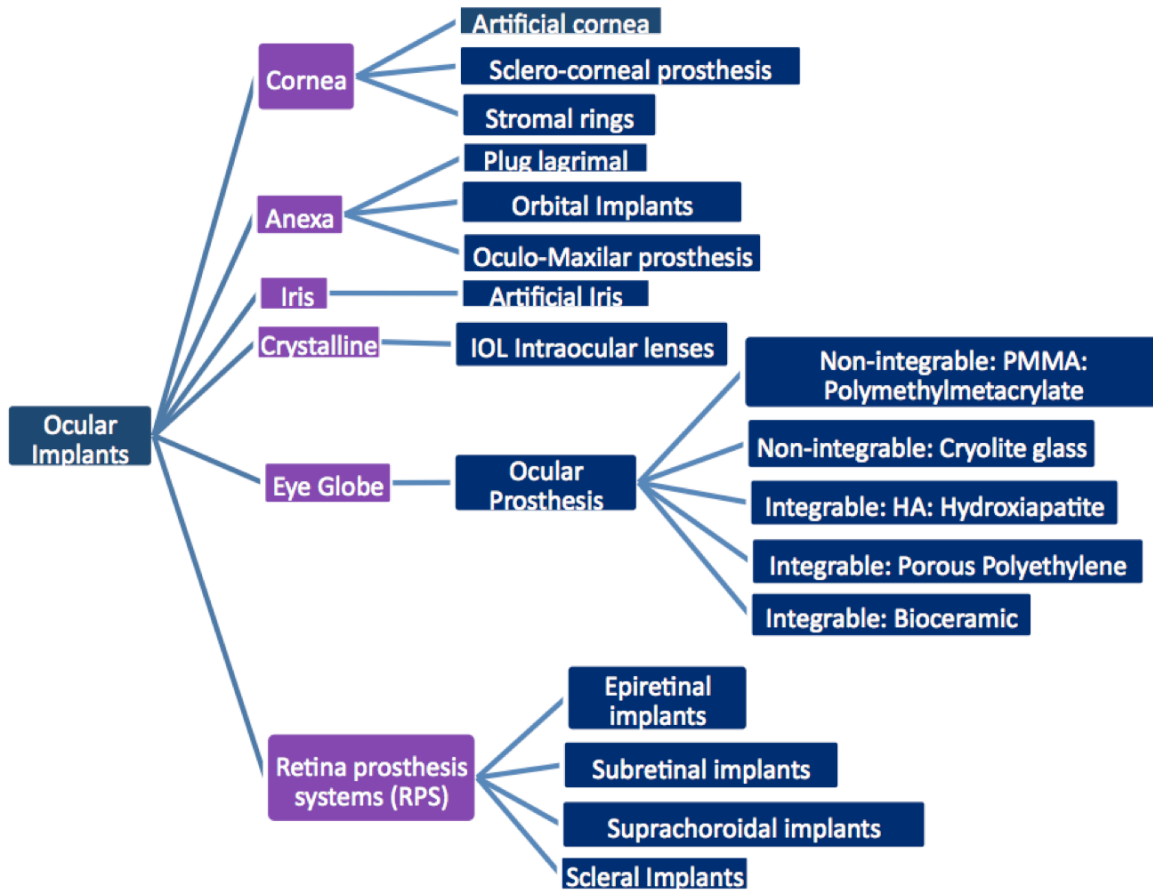 Artificial cornea
Cornea
Sclero-corneal prosthesis
Stromal rings
Plug lagrimal
Anexa
Orbital Implants
Oculo-Maxilar prosthesis
Iris
Artificial Iris
Crystalline
IOL Intraocular lenses
Ocular
Implants
Eye Globe
Ocular
Prosthesis
Non-integrable: PMMA:
Polymethylmetacrylate
Non-integrable: Cryolite glass
Integrable: HA: Hydroxiapatite
Integrable: Porous Polyethylene
Integrable: Bioceramic
Retina prosthesis
systems (RPS)
Epiretinal
implants
Subretinal implants
Suprachoroidal implants
Scleral Implants